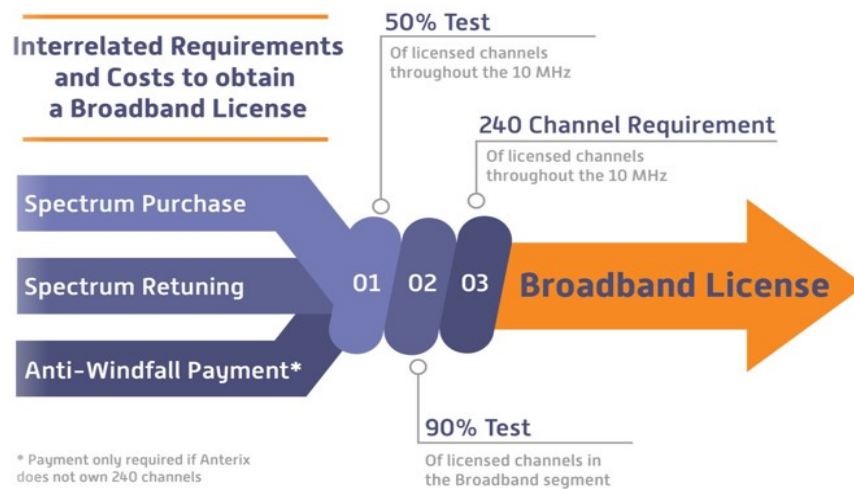 Interrelated Requirements
and Costs to obtain
a Broadband License
50% Test
Of licensed channels
throughout the 10 MHz
240 Channel Requirement
Of licensed channels
throughout the 10 MHz
Spectrum Purchase
Spectrum Retuning
Anti-Windfall Payment*
01
02
03
Broadband License
90% Test
Of licensed channels in
the Broadband segment
* Payment only required if Anterix
does not own 240 channels